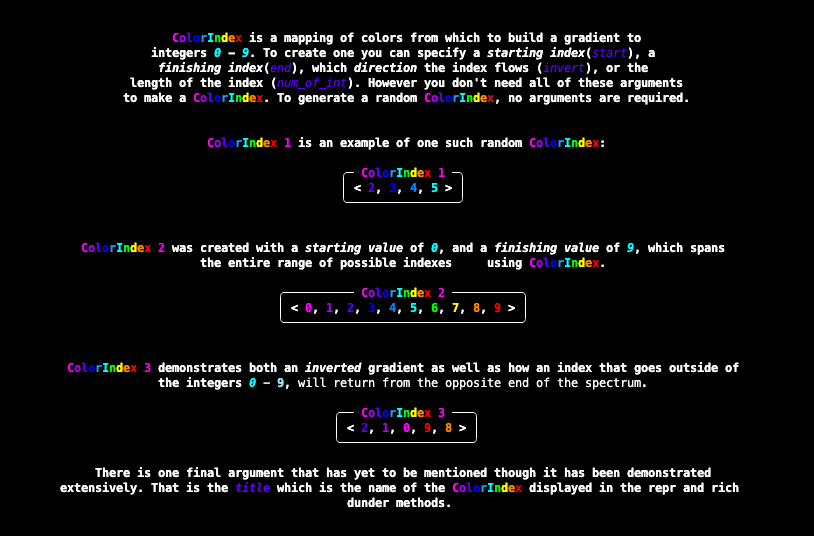 ColorIndex is a mapping of colors from which to build a gradient to
integers 0 - 9. To create one you can specify a starting index(start), a
finishing index(end), which direction the index flows (invert), or the
length of the index (num_of_int). However you don't need all of these arguments
to make a ColorIndex. To generate a random ColorIndex, no arguments are required.
ColorIndex 1 is an example of one such random ColorIndex:
ColorIndex 1
< 2, 3, 4, 5 >
ColorIndex 2 was created with a starting value of 0, and a finishing value of 9, which spans
the entire range of possible indexes     using ColorIndex.
ColorIndex 2
< 0, 1, 2, 3, 4, 5, 6, 7, 8, 9 >
ColorIndex 3 demonstrates both an inverted gradient as well as how an index that goes outside of
the integers 0 - 9, will return from the opposite end of the spectrum.
ColorIndex 3
< 2, 1, 0, 9, 8 >
There is one final argument that has yet to be mentioned though it has been demonstrated
extensively. That is the title which is the name of the ColorIndex displayed in the repr and rich
dunder methods.